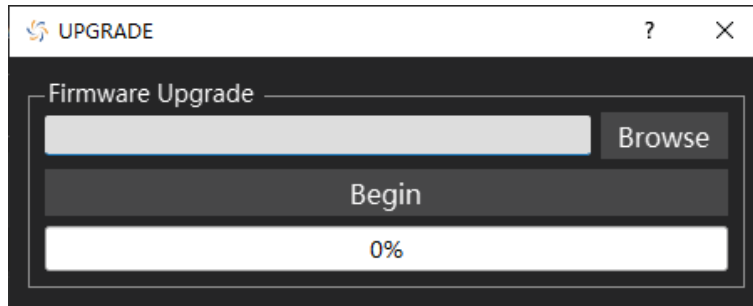 UPGRADE ?
Firmware Upgrade
Browse
Begin
0%